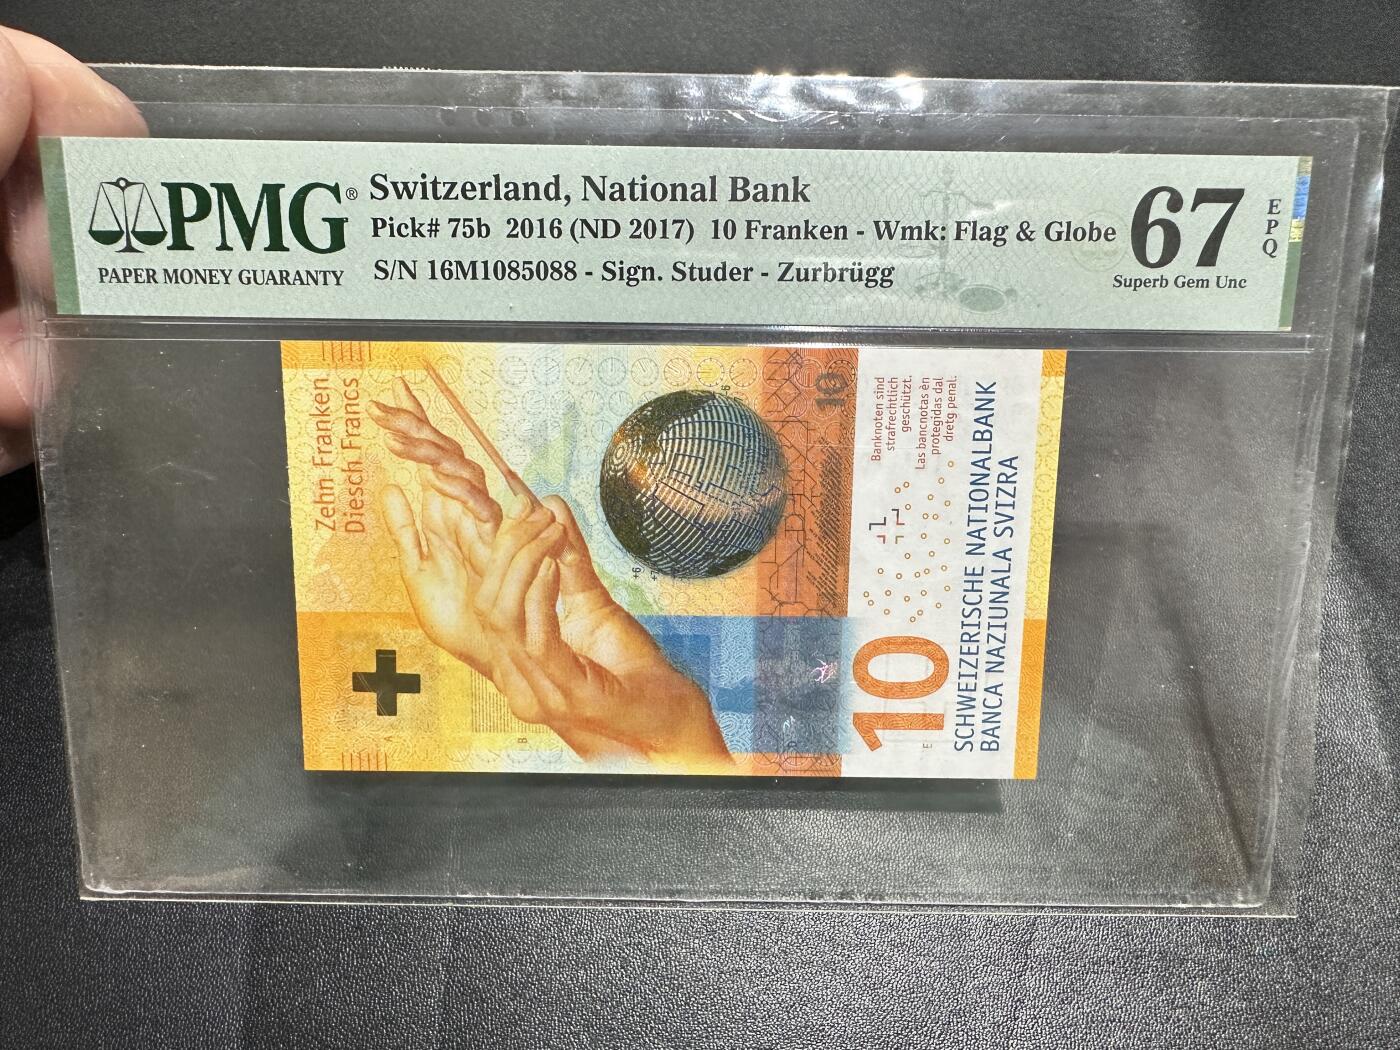 PMG®
PAPER MONEY GUARANTY
Switzerland, National Bank
Pick# 75b 2016 (ND 2017) 10 Franken - Wmk: Flag & Globe
S/N 16M1085088 - Sign. Studer - Zurbrügg
67
EPQ
Superb Gem Unc
Zehn Franken
Diesch Francs
10
Banknoten sind
strafrechtlich
geschützt.
Las bancnotas èn
protegidas dal
dretg penal.
10
SCHWEIZERISCHE NATIONALBANK
BANCA NAZIUNALA SVIZRA